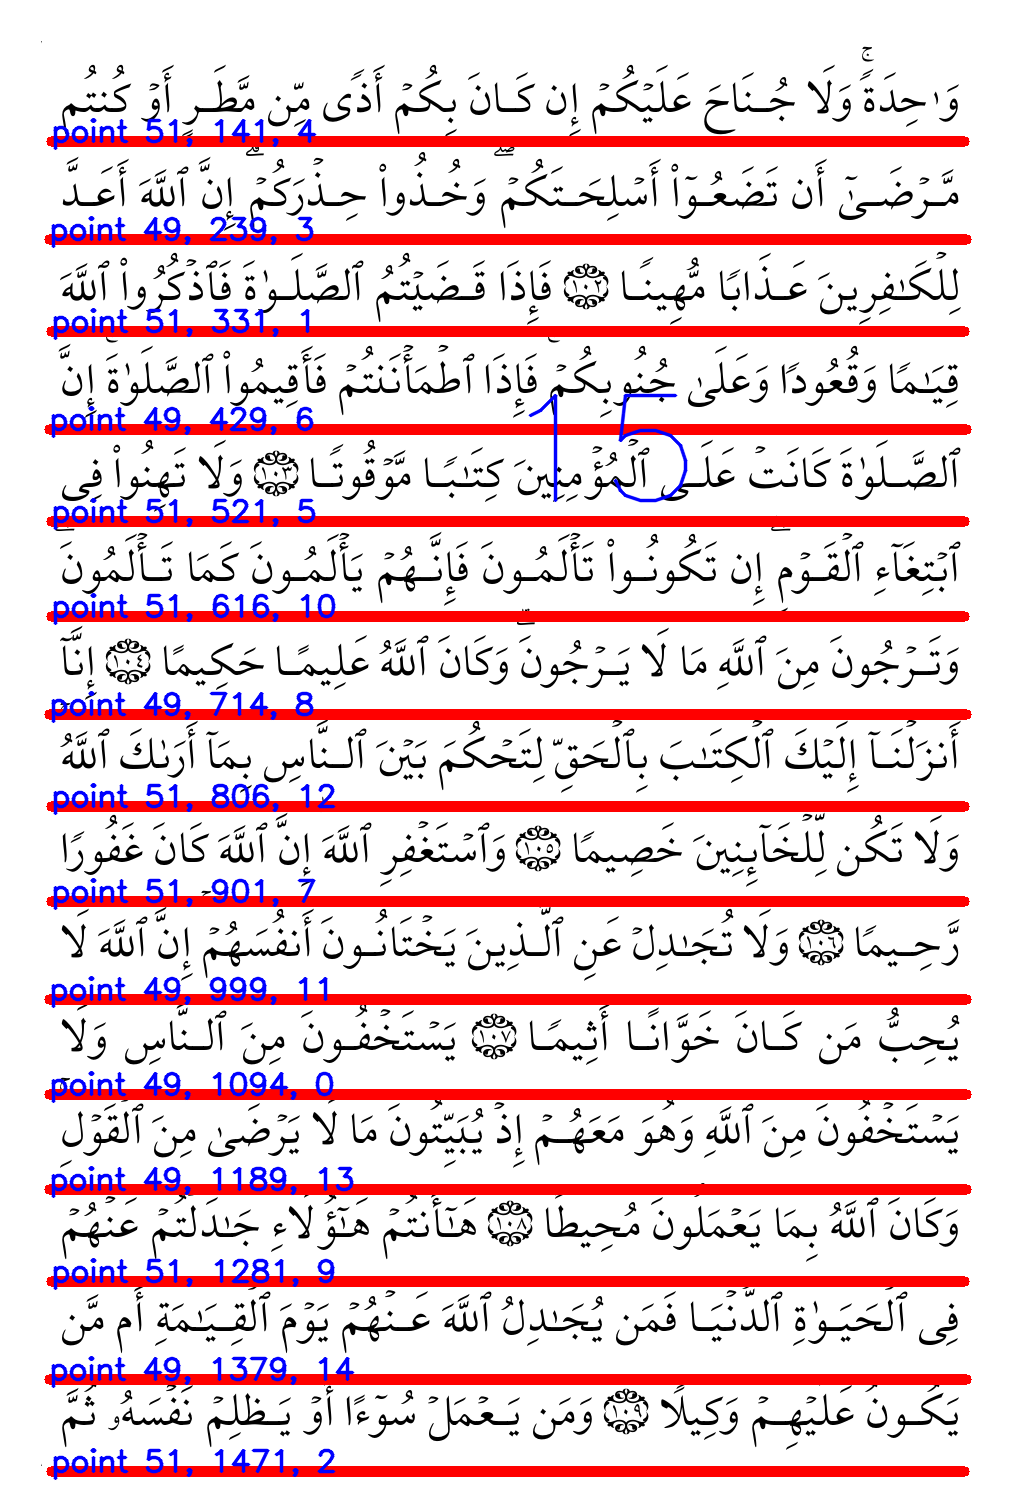 وَٰحِدَةٗۚ وَلَا جُنَاحَ عَلَيۡكُمۡ إِن كَانَ بِكُمۡ أَذٗى مِّن مَّطَرٍ أَوۡ كُنتُم
point 51, 141, 4
مَّرۡضَىٰٓ أَن تَضَعُوٓاْ أَسۡلِحَتَكُمۡۖ وَخُذُواْ حِذۡرَكُمۡۗ إِنَّ ٱللَّهَ أَعَدَّ
point 49, 239, 3
لِلۡكَٰفِرِينَ عَذَابٗا مُّهِينٗا ١٠٢ فَإِذَا قَضَيۡتُمُ ٱلصَّلَوٰةَ فَٱذۡكُرُواْ ٱللَّهَ
point 51, 331, 1
قِيَٰمٗا وَقُعُودٗا وَعَلَىٰ جُنُوبِكُمۡۚ فَإِذَا ٱطۡمَأۡنَنتُمۡ فَأَقِيمُواْ ٱلصَّلَوٰةَۚ إِنَّ
point 49, 429, 6
15
ٱلصَّلَوٰةَ كَانَتۡ عَلَى ٱلۡمُؤۡمِنِينَ كِتَٰبٗا مَّوۡقُوتٗا ١٠٣ وَلَا تَهِنُواْ فِي
point 51, 521, 5
ٱبۡتِغَآءِ ٱلۡقَوۡمِۖ إِن تَكُونُواْ تَأۡلَمُونَ فَإِنَّهُمۡ يَأۡلَمُونَ كَمَا تَأۡلَمُونَۖ
point 51, 616, 10
وَتَرۡجُونَ مِنَ ٱللَّهِ مَا لَا يَرۡجُونَۗ وَكَانَ ٱللَّهُ عَلِيمًا حَكِيمًا ١٠٤ إِنَّآ
point 49, 714, 8
أَنزَلۡنَآ إِلَيۡكَ ٱلۡكِتَٰبَ بِٱلۡحَقِّ لِتَحۡكُمَ بَيۡنَ ٱلنَّاسِ بِمَآ أَرَىٰكَ ٱللَّهُۚ
point 51, 806, 12
وَلَا تَكُن لِّلۡخَآئِنِينَ خَصِيمٗا ١٠٥ وَٱسۡتَغۡفِرِ ٱللَّهَۖ إِنَّ ٱللَّهَ كَانَ غَفُورٗا
point 51, 901, 7
رَّحِيمٗا ١٠٦ وَلَا تُجَٰدِلۡ عَنِ ٱلَّذِينَ يَخۡتَانُونَ أَنفُسَهُمۡۚ إِنَّ ٱللَّهَ لَا
point 49, 999, 11
يُحِبُّ مَن كَانَ خَوَّانًا أَثِيمٗا ١٠٧ يَسۡتَخۡفُونَ مِنَ ٱلنَّاسِ وَلَا
point 49, 1094, 0
يَسۡتَخۡفُونَ مِنَ ٱللَّهِ وَهُوَ مَعَهُمۡ إِذۡ يُبَيِّتُونَ مَا لَا يَرۡضَىٰ مِنَ ٱلۡقَوۡلِۚ
point 49, 1189, 13
وَكَانَ ٱللَّهُ بِمَا يَعۡمَلُونَ مُحِيطًا ١٠٨ هَٰٓأَنتُمۡ هَٰٓؤُلَآءِ جَٰدَلۡتُمۡ عَنۡهُمۡ
point 51, 1281, 9
فِي ٱلۡحَيَوٰةِ ٱلدُّنۡيَا فَمَن يُجَٰدِلُ ٱللَّهَ عَنۡهُمۡ يَوۡمَ ٱلۡقِيَٰمَةِ أَم مَّن
point 49, 1379, 14
يَكُونُ عَلَيۡهِمۡ وَكِيلٗا ١٠٩ وَمَن يَعۡمَلۡ سُوٓءًا أَوۡ يَظۡلِمۡ نَفۡسَهُۥ ثُمَّ
point 51, 1471, 2